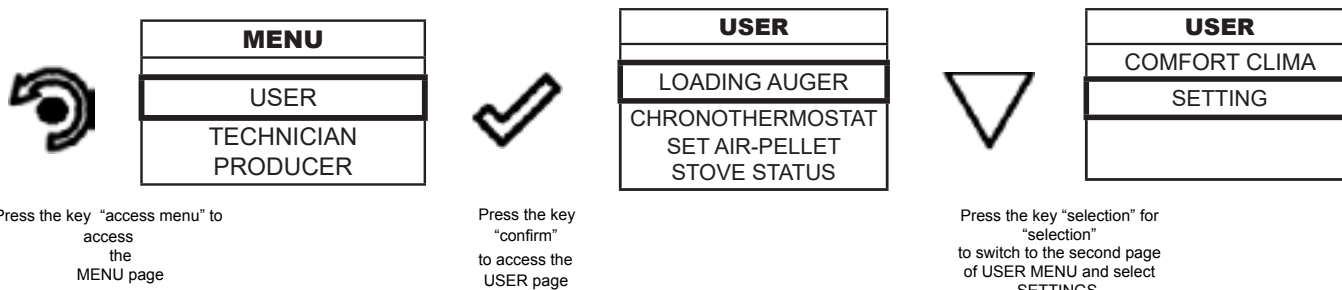 MENU
USER
TECHNICIAN
PRODUCER
Press the key “access menu” to
access
the
MENU page
Press the key
“confirm”
to access the
USER page
USER
LOADING AUGER
CHRONOTHERMOSTAT
SET AIR-PELLET
STOVE STATUS
Press the key “selection” for
“selection”
to switch to the second page
of USER MENU and select
SETTINGS
USER
COMFORT CLIMA
SETTING